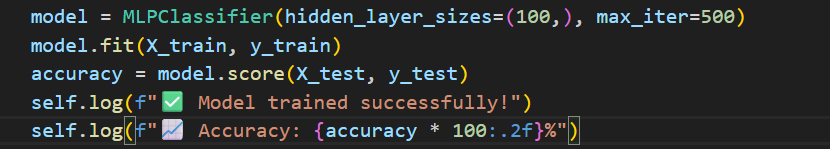 model = MLPClassifier(hidden_layer_sizes=(100,), max_iter=500)
model.fit(X_train, y_train)
accuracy = model.score(X_test, y_test)
self.log(f"✅ Model trained successfully!")
self.log(f"📈 Accuracy: {accuracy * 100:.2f}%")